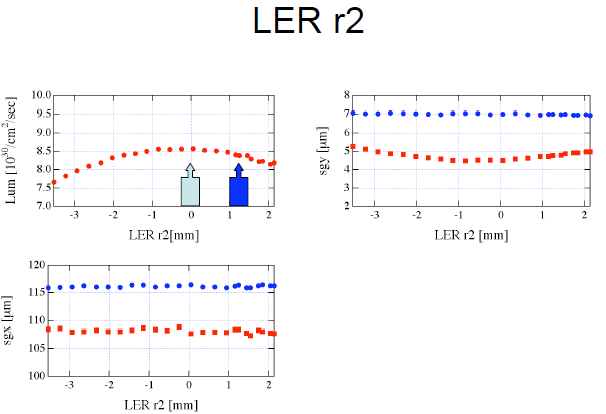 LER r2
Lum [10^30/cm^2/sec]
10.0
9.5
9.0
8.5
8.0
7.5
7.0
-3 -2 -1 0 1 2
LER r2[mm]
sgy [µm]
8
7
6
5
4
3
2
-3 -2 -1 0 1 2
LER r2 [mm]
sgx [µm]
120
115
110
105
100
-3 -2 -1 0 1 2
LER r2 [mm]